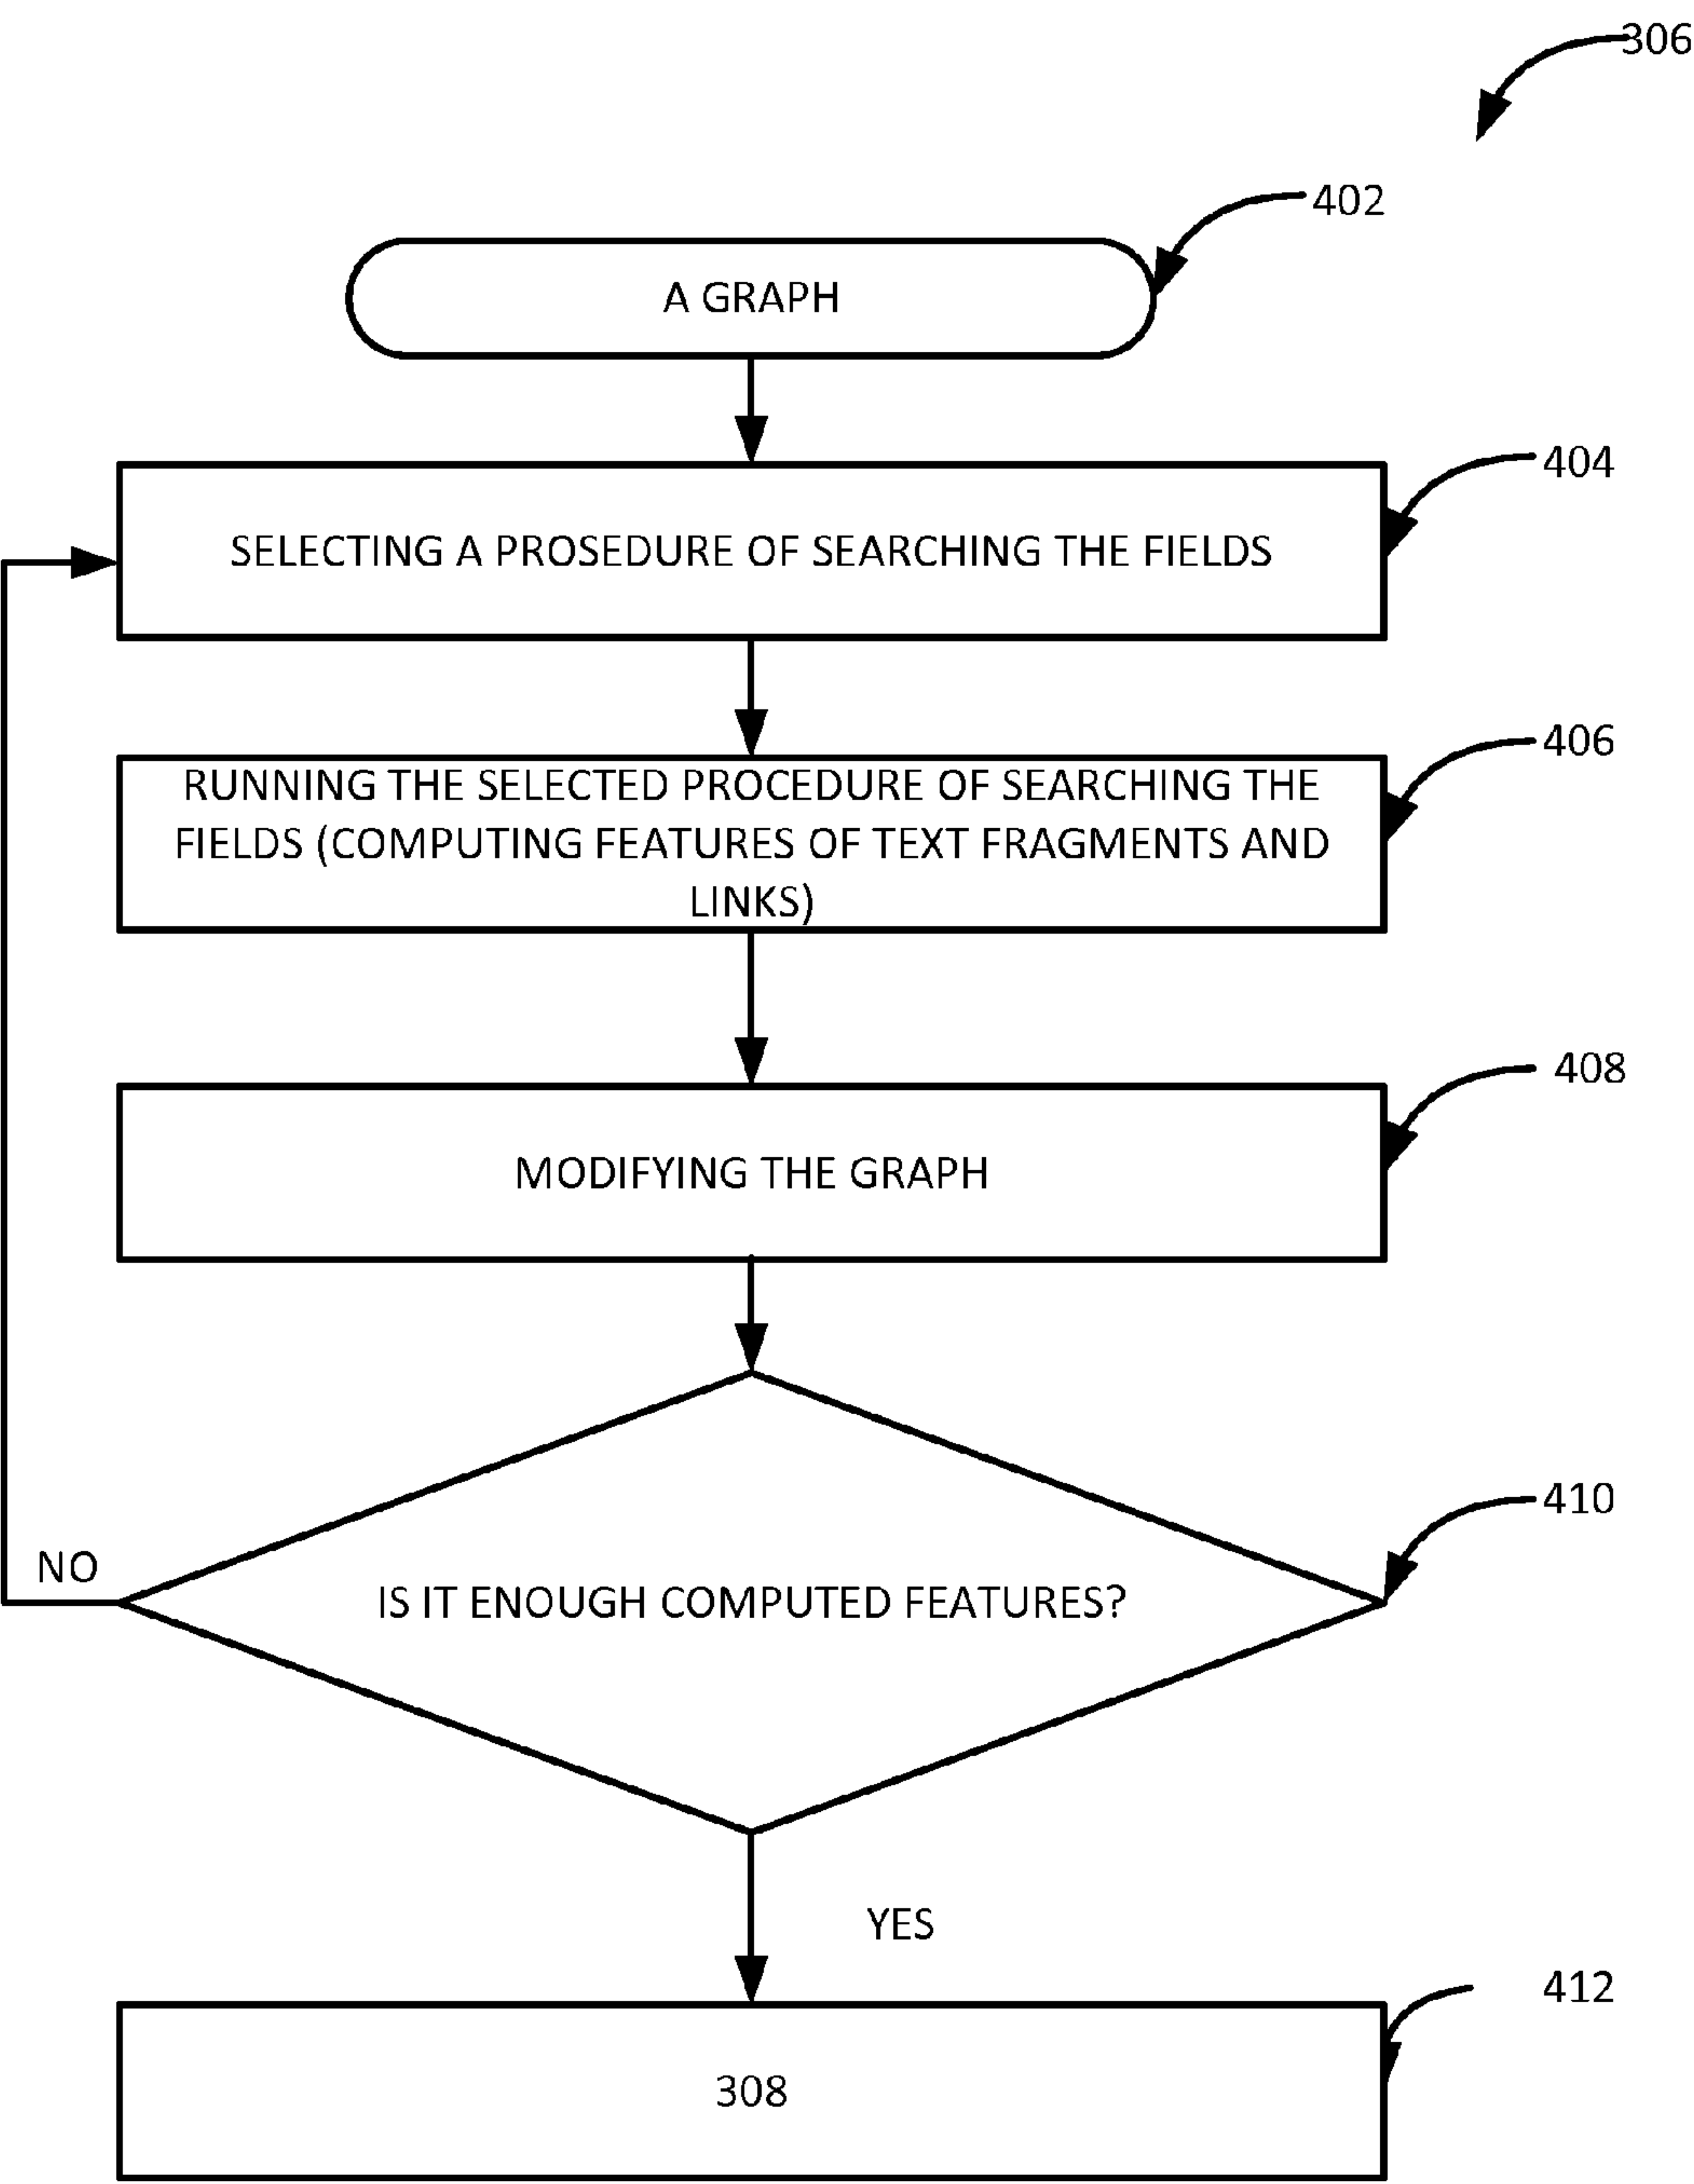 306
402
A GRAPH
404
SELECTING A PROSEDURE OF SEARCHING THE FIELDS
406
RUNNING THE SELECTED PROCEDURE OF SEARCHING THE
FIELDS (COMPUTING FEATURES OF TEXT FRAGMENTS AND
LINKS)
408
MODIFYING THE GRAPH
410
NO
IS IT ENOUGH COMPUTED FEATURES?
YES
412
308